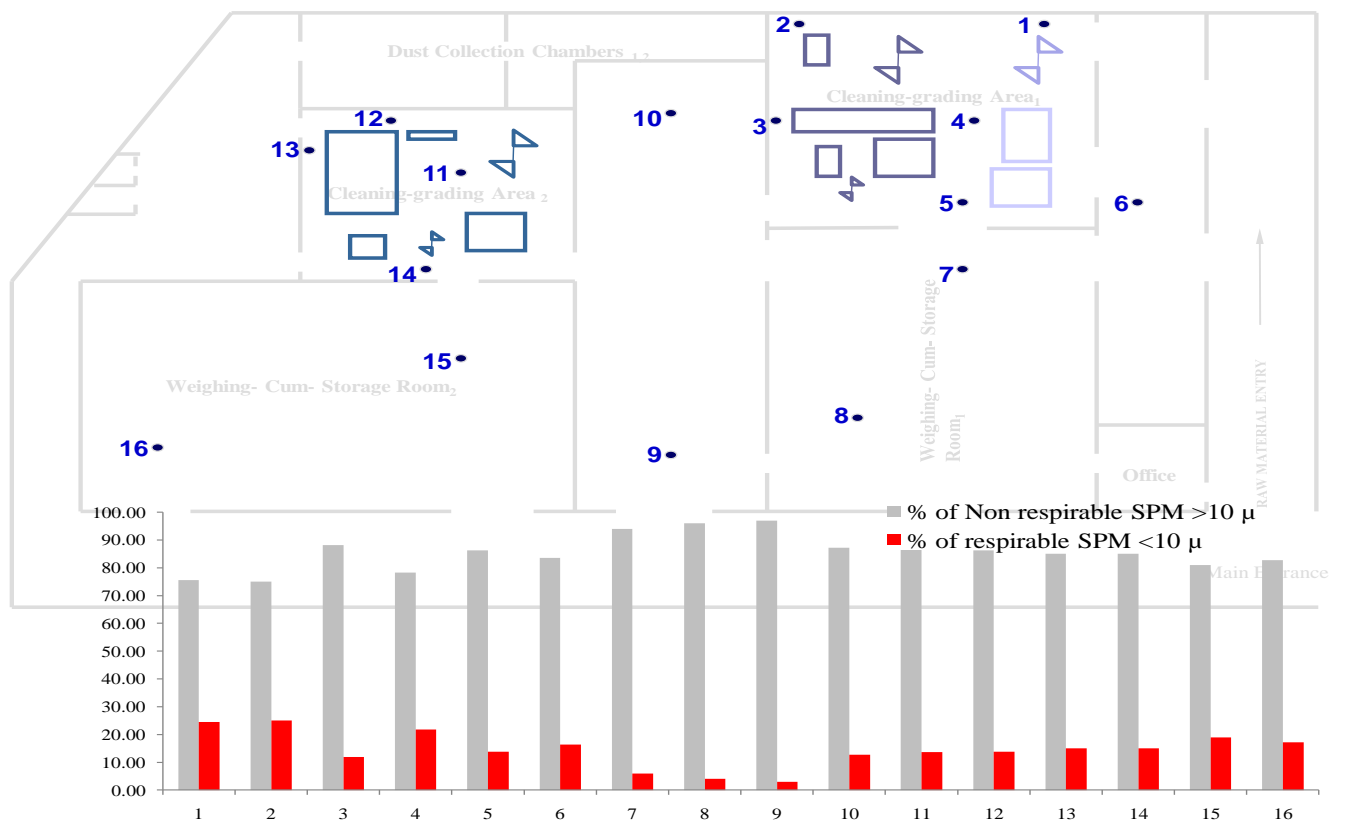 2
1
Dust Collection Chambers 1,2
Cleaning-grading Area1
12
10
3
4
13
11
Cleaning-grading Area 2
5
6
14
7
15
Weighing- Cum- Storage Room2
Weighing- Cum- Storage
Room1
8
16
9
Office
RAW MATERIAL ENTRY
Main Entrance
% of Non respirable SPM >10 μ
% of respirable SPM <10 μ
100.00
90.00
80.00
70.00
60.00
50.00
40.00
30.00
20.00
10.00
0.00
1 2 3 4 5 6 7 8 9 10 11 12 13 14 15 16